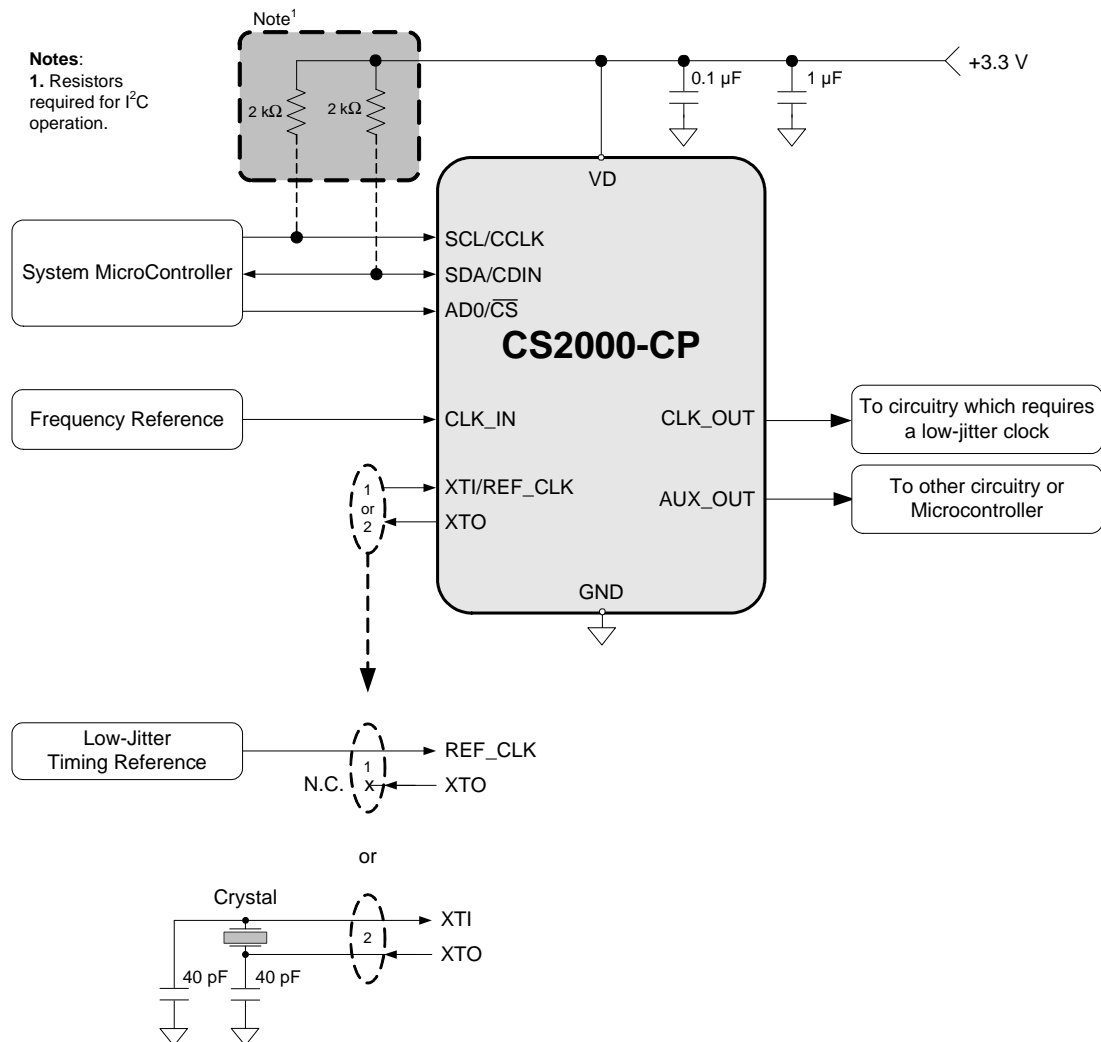 Note¹
Notes:
1. Resistors
required for I²C
operation.
+3.3 V
0.1 µF
1 µF
2 kΩ
2 kΩ
VD
System MicroController
SCL/CCLK
SDA/CDIN
AD0/C̅S̅
CS2000-CP
Frequency Reference
CLK_IN
CLK_OUT
To circuitry which requires
a low-jitter clock
1
or
2
XTI/REF_CLK
XTO
AUX_OUT
To other circuitry or
Microcontroller
GND
Low-Jitter
Timing Reference
1
REF_CLK
N.C.
x
XTO
or
Crystal
2
XTI
XTO
40 pF
40 pF